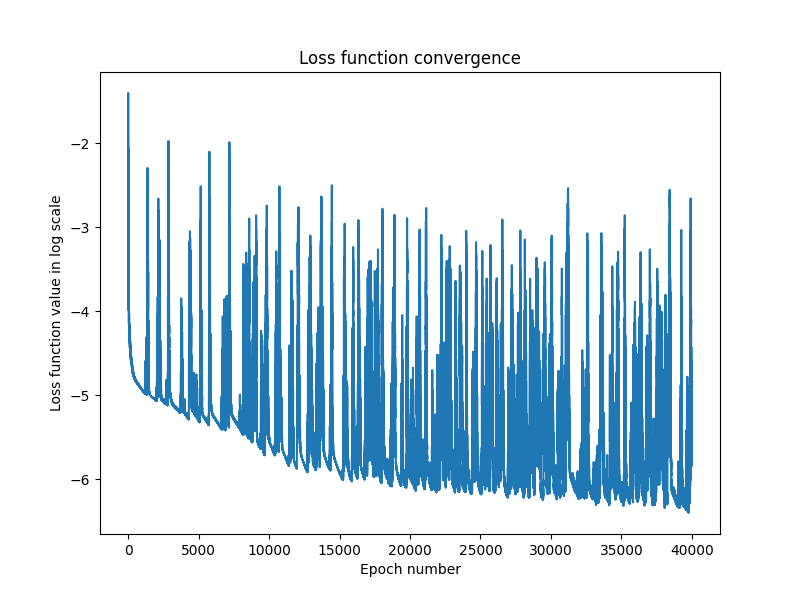 Loss function convergence
Loss function value in log scale
−2
−3
−4
−5
−6
0 5000 10000 15000 20000 25000 30000 35000 40000
Epoch number